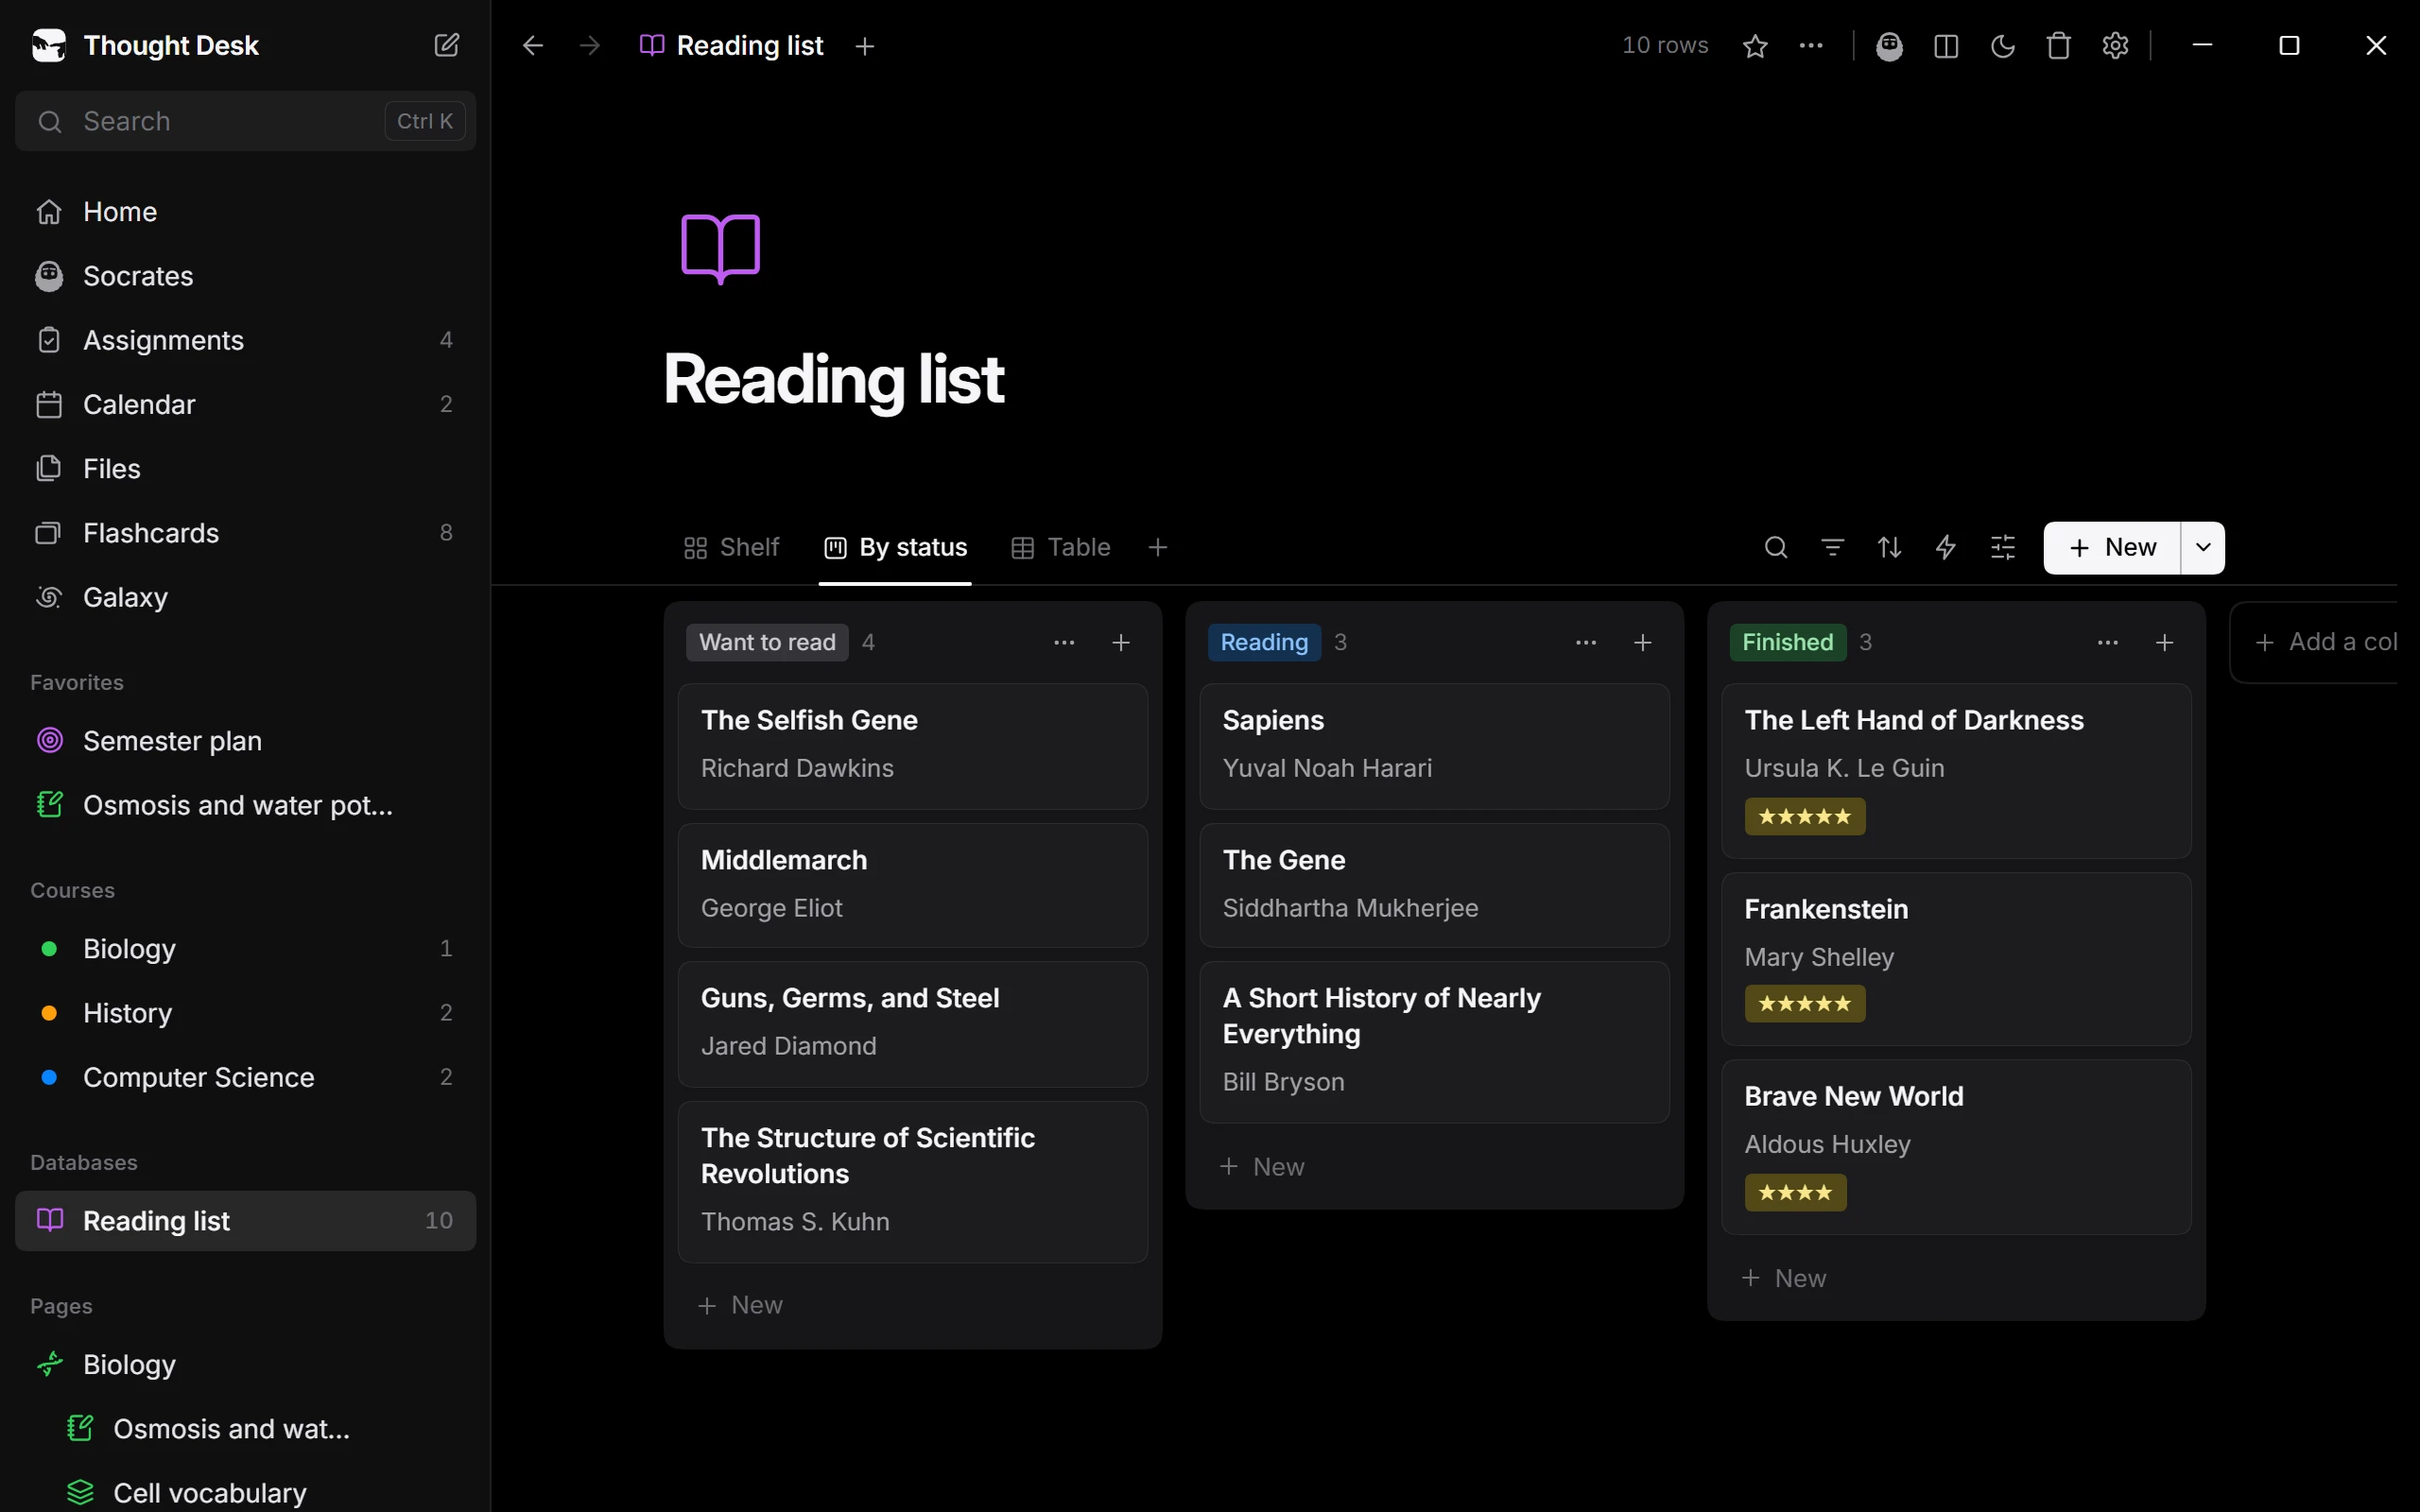 Thought Desk
Search
Ctrl K
Home
Socrates
Assignments 4
Calendar 2
Files
Flashcards 8
Galaxy
Favorites
Semester plan
Osmosis and water pot...
Courses
Biology 1
History 2
Computer Science 2
Databases
Reading list 10
Pages
Biology
Osmosis and wat...
Cell vocabulary
Reading list
10 rows
Reading list
Shelf
By status
Table
New
Want to read 4
The Selfish Gene
Richard Dawkins
Middlemarch
George Eliot
Guns, Germs, and Steel
Jared Diamond
The Structure of Scientific
Revolutions
Thomas S. Kuhn
New
Reading 3
Sapiens
Yuval Noah Harari
The Gene
Siddhartha Mukherjee
A Short History of Nearly
Everything
Bill Bryson
New
Finished 3
The Left Hand of Darkness
Ursula K. Le Guin
★★★★★
Frankenstein
Mary Shelley
★★★★★
Brave New World
Aldous Huxley
★★★★
New
Add a col